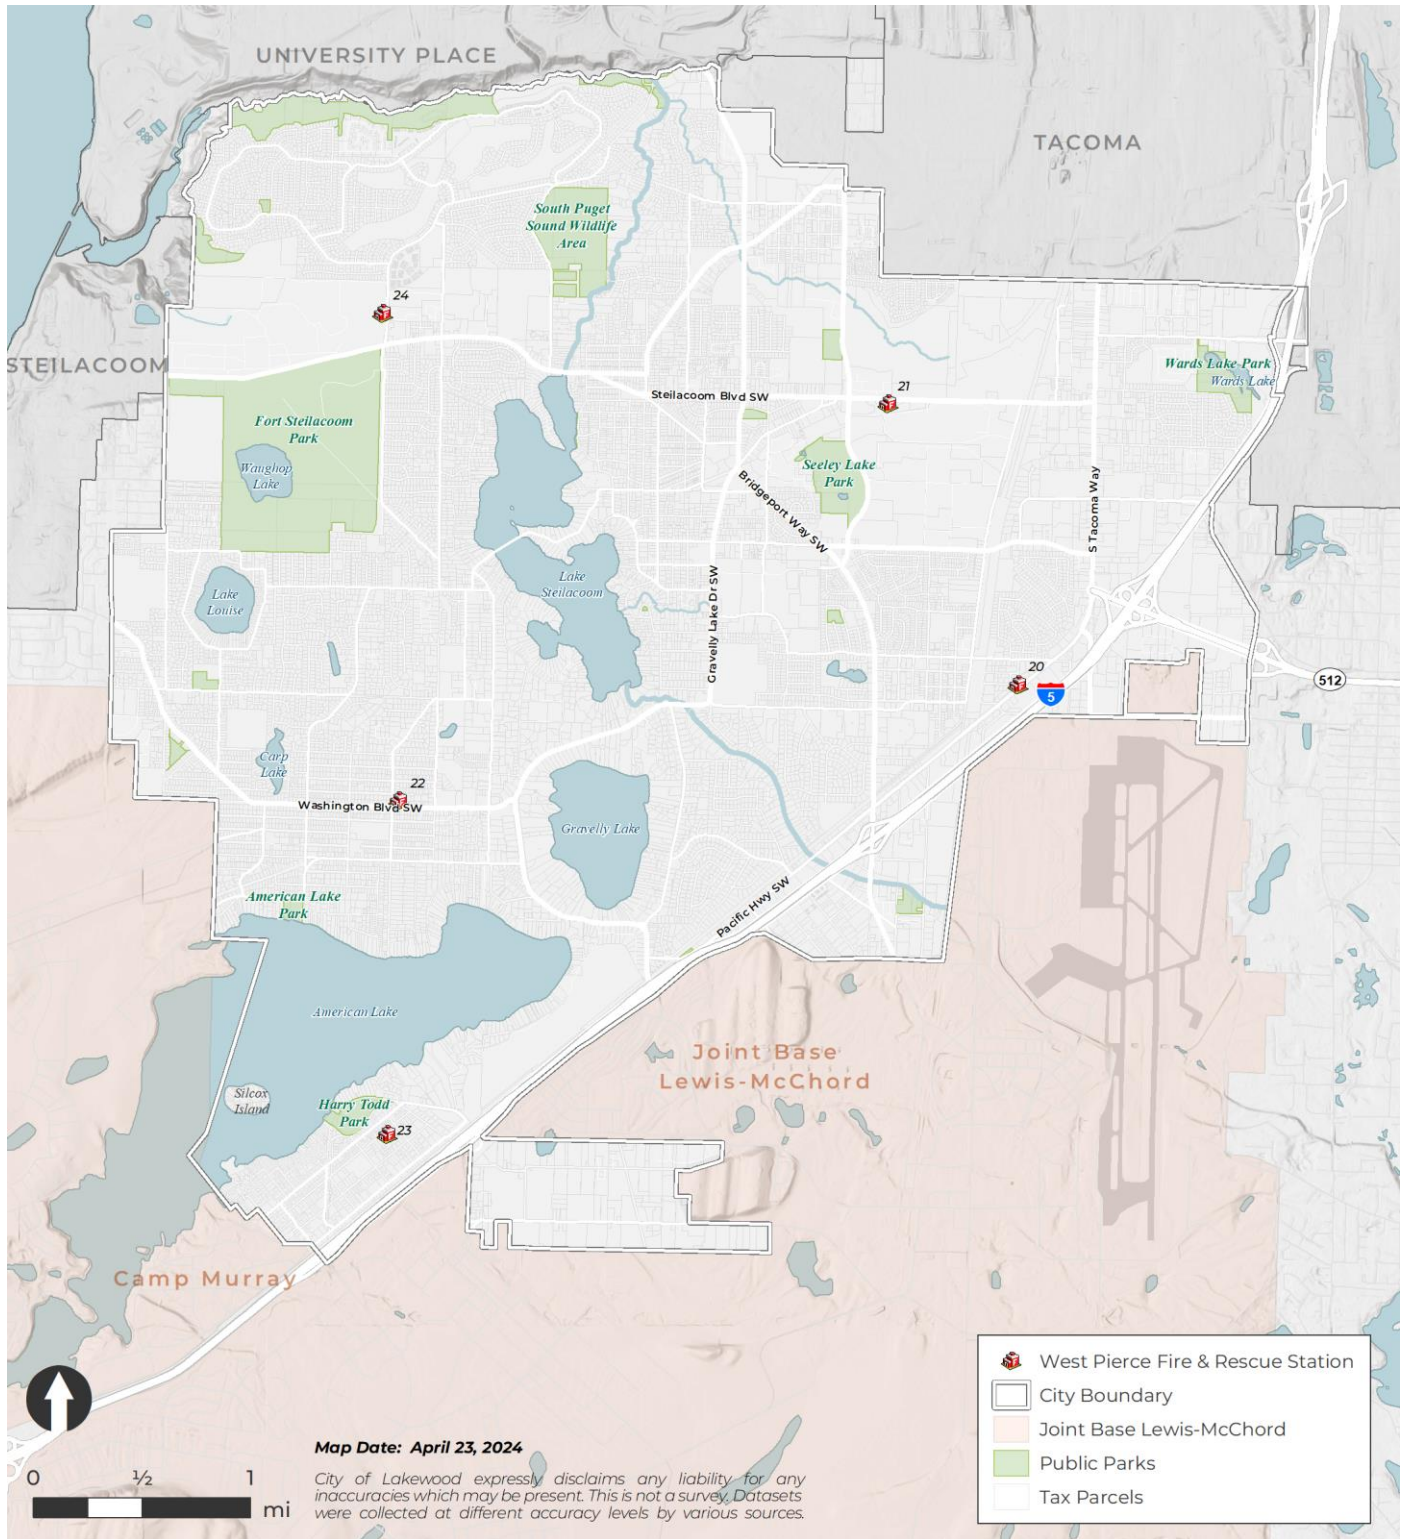 UNIVERSITY PLACE
TACOMA
South Puget
Sound Wildlife
Area
24
STEILACOOM
Wards Lake Park
Wards Lake
21
Steilacoom Blvd SW
Fort Steilacoom
Park
Waughop
Lake
Seeley Lake
Park
Bridgeport Way SW
S Tacoma Way
Lake
Steilacoom
Lake
Louise
Gravelly Lake Dr SW
20
5
512
Carp
Lake
22
Washington Blvd SW
Gravelly Lake
American Lake
Park
Pacific Hwy SW
American Lake
Joint Base
Lewis-McChord
Silcox
Island
Harry Todd
Park
23
Camp Murray
West Pierce Fire & Rescue Station
City Boundary
Joint Base Lewis-McChord
Public Parks
Tax Parcels
Map Date: April 23, 2024
City of Lakewood expressly disclaims any liability for any
inaccuracies which may be present. This is not a survey. Datasets
were collected at different accuracy levels by various sources.
0 ½ 1
mi